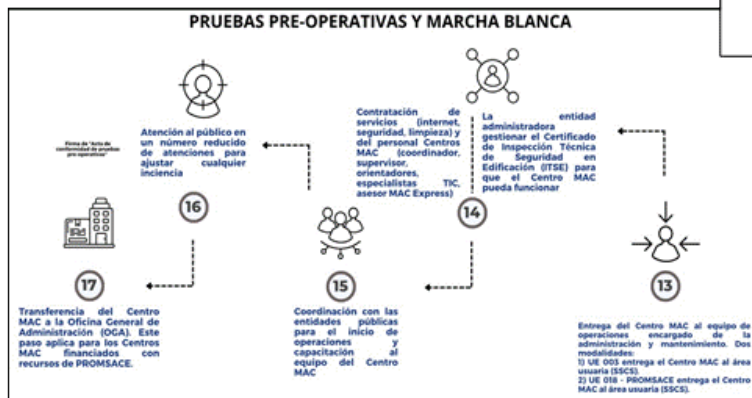 PRUEBAS PRE-OPERATIVAS Y MARCHA BLANCA
Firma de "Acta de
conformidad de pruebas
pre-operativas"
Atención al público en
un número reducido de
atenciones para
ajustar cualquier
inciencia
16
17
Transferencia del Centro
MAC a la Oficina General de
Administración (OGA). Este
paso aplica para los Centros
MAC financiados con
recursos de PROMSACE.
Contratación de
servicios (internet,
seguridad, limpieza) y
del personal Centros
MAC (coordinador,
supervisor,
orientadores,
especialistas TIC,
asesor MAC Express)
La entidad
administradora
gestionar el Certificado
de Inspección Técnica
de Seguridad en
Edificación (ITSE) para
que el Centro MAC
pueda funcionar
14
15
Coordinación con las
entidades públicas
para el inicio de
operaciones y
capacitación al
equipo del Centro
MAC
13
Entrega del Centro MAC al equipo de
operaciones encargado de la
administración y mantenimiento. Dos
modalidades:
1) UE 003 entrega el Centro MAC al área
usuaria (SSCS).
2) UE 018 - PROMSACE entrega el Centro
MAC al área usuaria (SSCS).